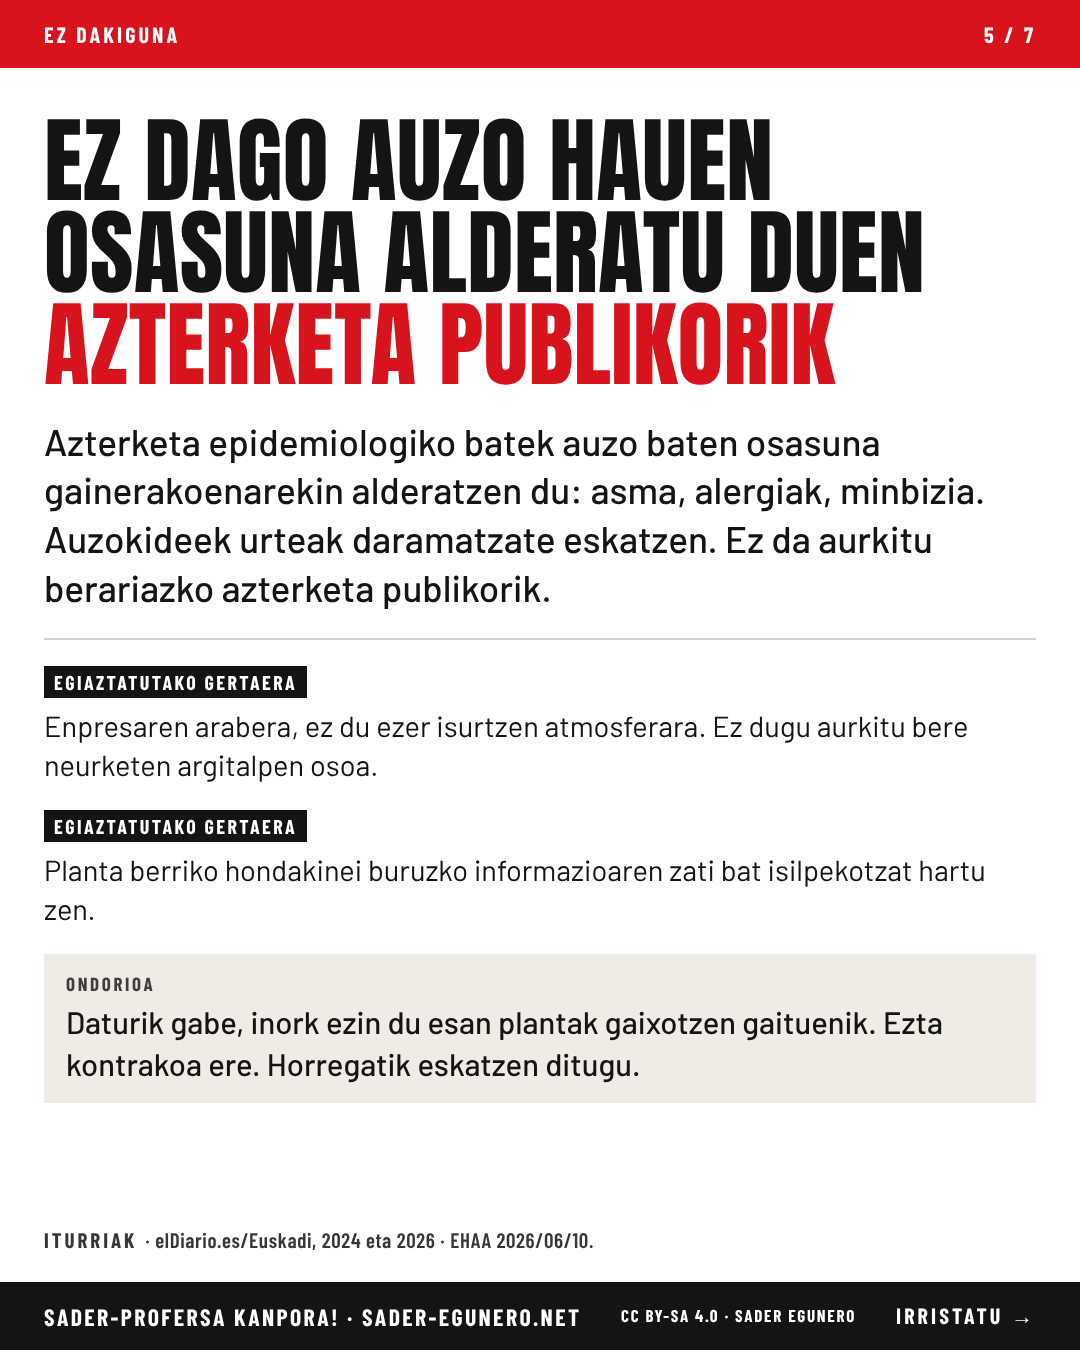 EZ DAKIGUNA
5 / 7
EZ DAGO AUZO HAUEN
OSASUNA ALDERATU DUEN
AZTERKETA PUBLIKORIK
Azterketa epidemiologiko batek auzo baten osasuna
gainerakoenarekin alderatzen du: asma, alergiak, minbizia.
Auzokideek urteak daramatzate eskatzen. Ez da aurkitu
berariazko azterketa publikorik.
EGIAZTATUTAKO GERTAERA
Enpresaren arabera, ez du ezer isurtzen atmosferara. Ez dugu aurkitu bere
neurketen argitalpen osoa.
EGIAZTATUTAKO GERTAERA
Planta berriko hondakinei buruzko informazioaren zati bat isilpekotzat hartu
zen.
ONDORIOA
Daturik gabe, inork ezin du esan plantak gaixotzen gaituenik. Ezta
kontrakoa ere. Horregatik eskatzen ditugu.
ITURRIAK · elDiario.es/Euskadi, 2024 eta 2026 · EHAA 2026/06/10.
SADER-PROFERSA KANPORA! · SADER-EGUNERO.NET
CC BY-SA 4.0 · SADER EGUNERO
IRRISTATU →